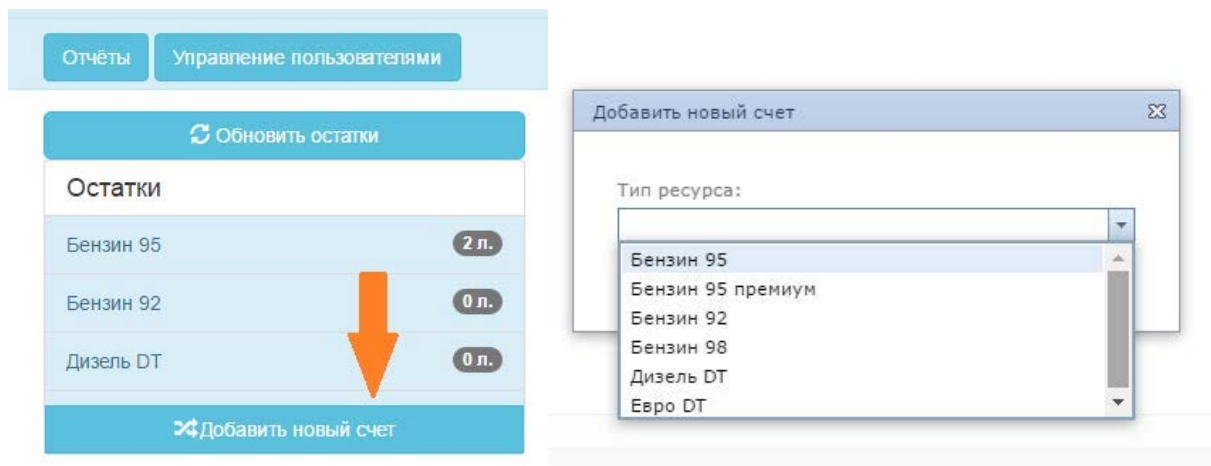 Отчёты Управление пользователями
Обновить остатки
Остатки
Бензин 95 2 л.
Бензин 92 0 л.
Дизель DT 0 л.
Добавить новый счет
Добавить новый счет
Тип ресурса:
Бензин 95
Бензин 95 премиум
Бензин 92
Бензин 98
Дизель DT
Евро DT